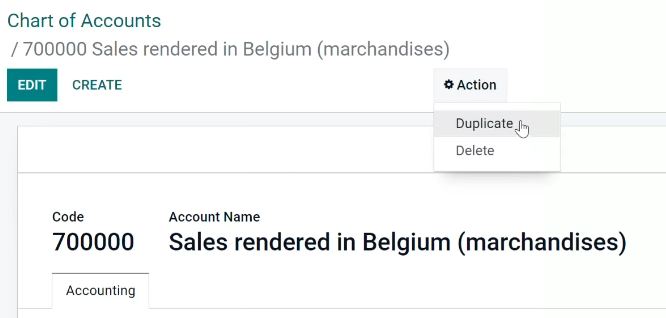 Chart of Accounts
/ 700000 Sales rendered in Belgium (marchandises)
EDIT CREATE Action
Duplicate
Delete
Code Account Name
700000 Sales rendered in Belgium (marchandises)
Accounting